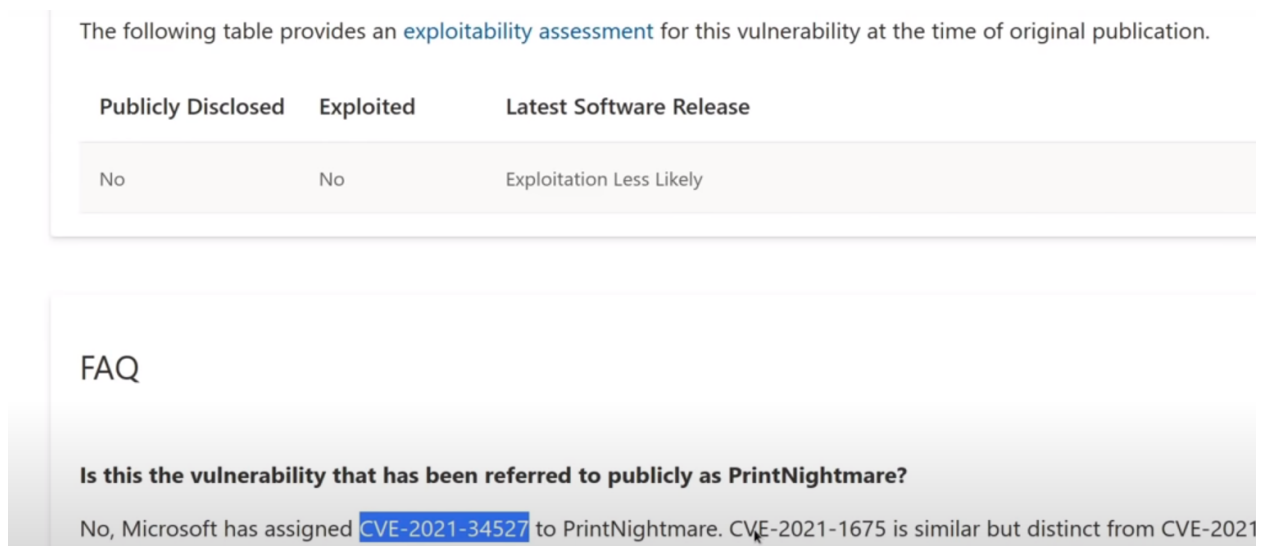 The following table provides an exploitability assessment for this vulnerability at the time of original publication.
Publicly Disclosed Exploited Latest Software Release
No No Exploitation Less Likely
FAQ
Is this the vulnerability that has been referred to publicly as PrintNightmare?
No, Microsoft has assigned CVE-2021-34527 to PrintNightmare. CVE-2021-1675 is similar but distinct from CVE-2021